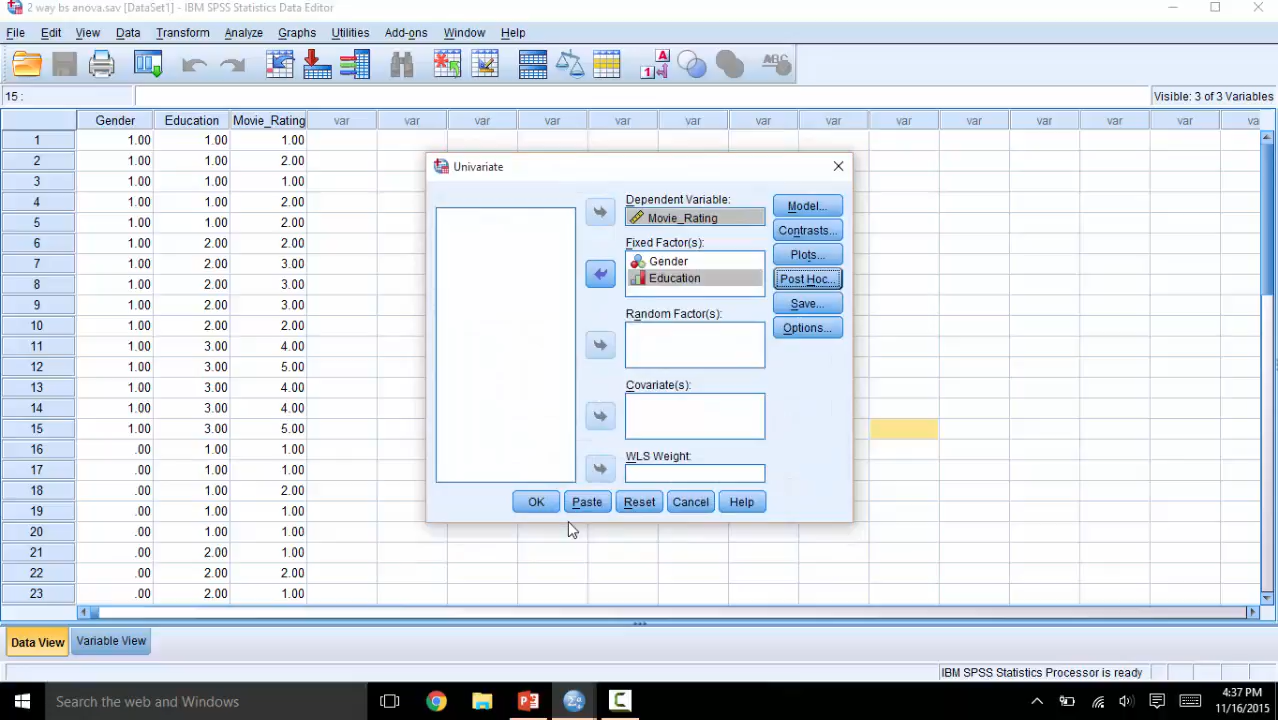 2 way bs anova.sav [DataSet1] - IBM SPSS Statistics Data Editor
File Edit View Data Transform Analyze Graphs Utilities Add-ons Window Help
15 :
Visible: 3 of 3 Variables
Gender Education Movie_Rating var var var var var var var var var var var var va
1 1.00 1.00 1.00
2 1.00 1.00 2.00
3 1.00 1.00 1.00
4 1.00 1.00 2.00
5 1.00 1.00 2.00
6 1.00 2.00 2.00
7 1.00 2.00 3.00
8 1.00 2.00 3.00
9 1.00 2.00 3.00
10 1.00 2.00 2.00
11 1.00 3.00 4.00
12 1.00 3.00 5.00
13 1.00 3.00 4.00
14 1.00 3.00 4.00
15 1.00 3.00 5.00
16 .00 1.00 1.00
17 .00 1.00 1.00
18 .00 1.00 2.00
19 .00 1.00 1.00
20 .00 1.00 1.00
21 .00 2.00 1.00
22 .00 2.00 2.00
23 .00 2.00 1.00
Univariate
Dependent Variable:
Movie_Rating
Fixed Factor(s):
Gender
Education
Random Factor(s):
Covariate(s):
WLS Weight:
Model...
Contrasts...
Plots...
Post Hoc...
Save...
Options...
OK Paste Reset Cancel Help
Data View Variable View
IBM SPSS Statistics Processor is ready
Search the web and Windows
4:37 PM
11/16/2015